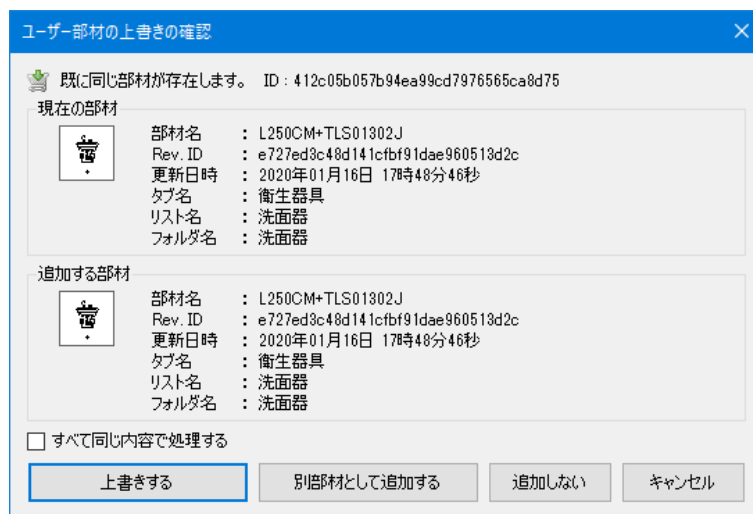 ユーザー部材の上書きの確認
既に同じ部材が存在します。 ID : 412c05b057b94ea99cd7976565ca8d75
現在の部材
部材名 : L250CM+TLS01302J
Rev.ID : e727ed3c48d141cfbf91dae960513d2c
更新日時 : 2020年01月16日 17時48分46秒
タブ名 : 衛生器具
リスト名 : 洗面器
フォルダ名 : 洗面器
追加する部材
部材名 : L250CM+TLS01302J
Rev.ID : e727ed3c48d141cfbf91dae960513d2c
更新日時 : 2020年01月16日 17時48分46秒
タブ名 : 衛生器具
リスト名 : 洗面器
フォルダ名 : 洗面器
すべて同じ内容で処理する
上書きする 別部材として追加する 追加しない キャンセル